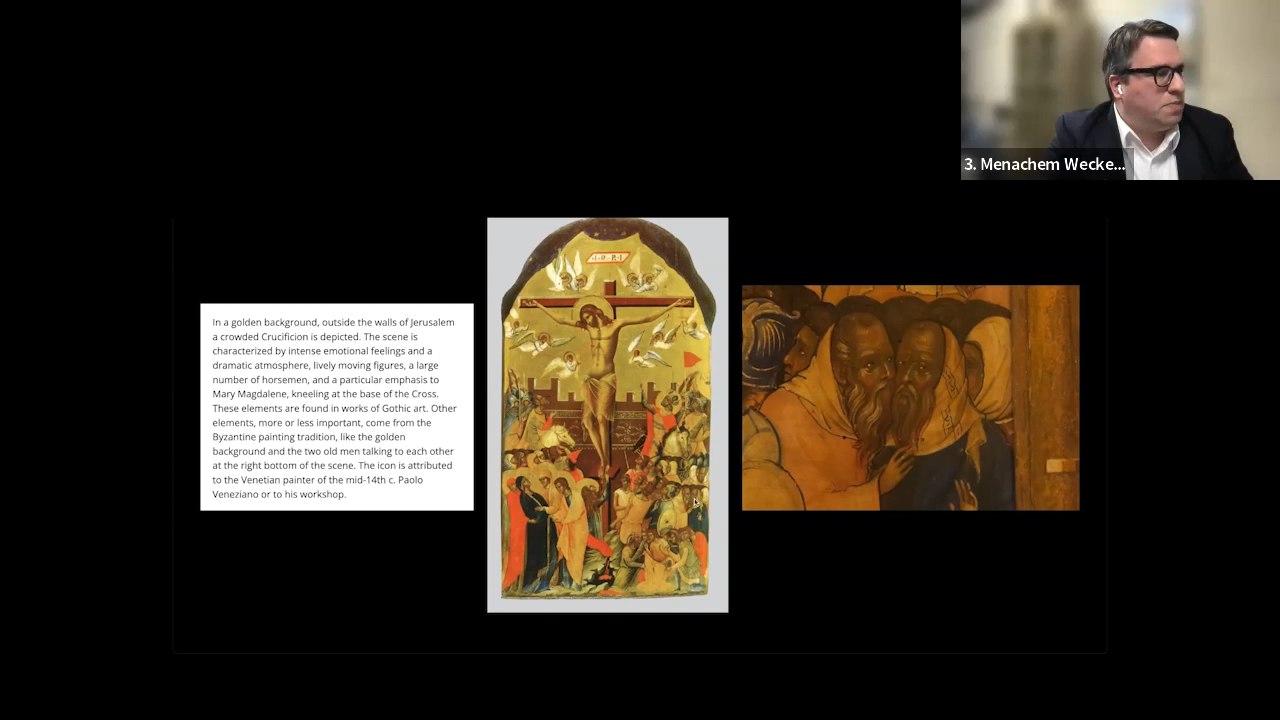 3. Menachem Wecke...
·I·Ṇ·Ṛ·I·
In a golden background, outside the walls of Jerusalem
a crowded Crucificion is depicted. The scene is
characterized by intense emotional feelings and a
dramatic atmosphere, lively moving figures, a large
number of horsemen, and a particular emphasis to
Mary Magdalene, kneeling at the base of the Cross.
These elements are found in works of Gothic art. Other
elements, more or less important, come from the
Byzantine painting tradition, like the golden
background and the two old men talking to each other
at the right bottom of the scene. The icon is attributed
to the Venetian painter of the mid-14th c. Paolo
Veneziano or to his workshop.